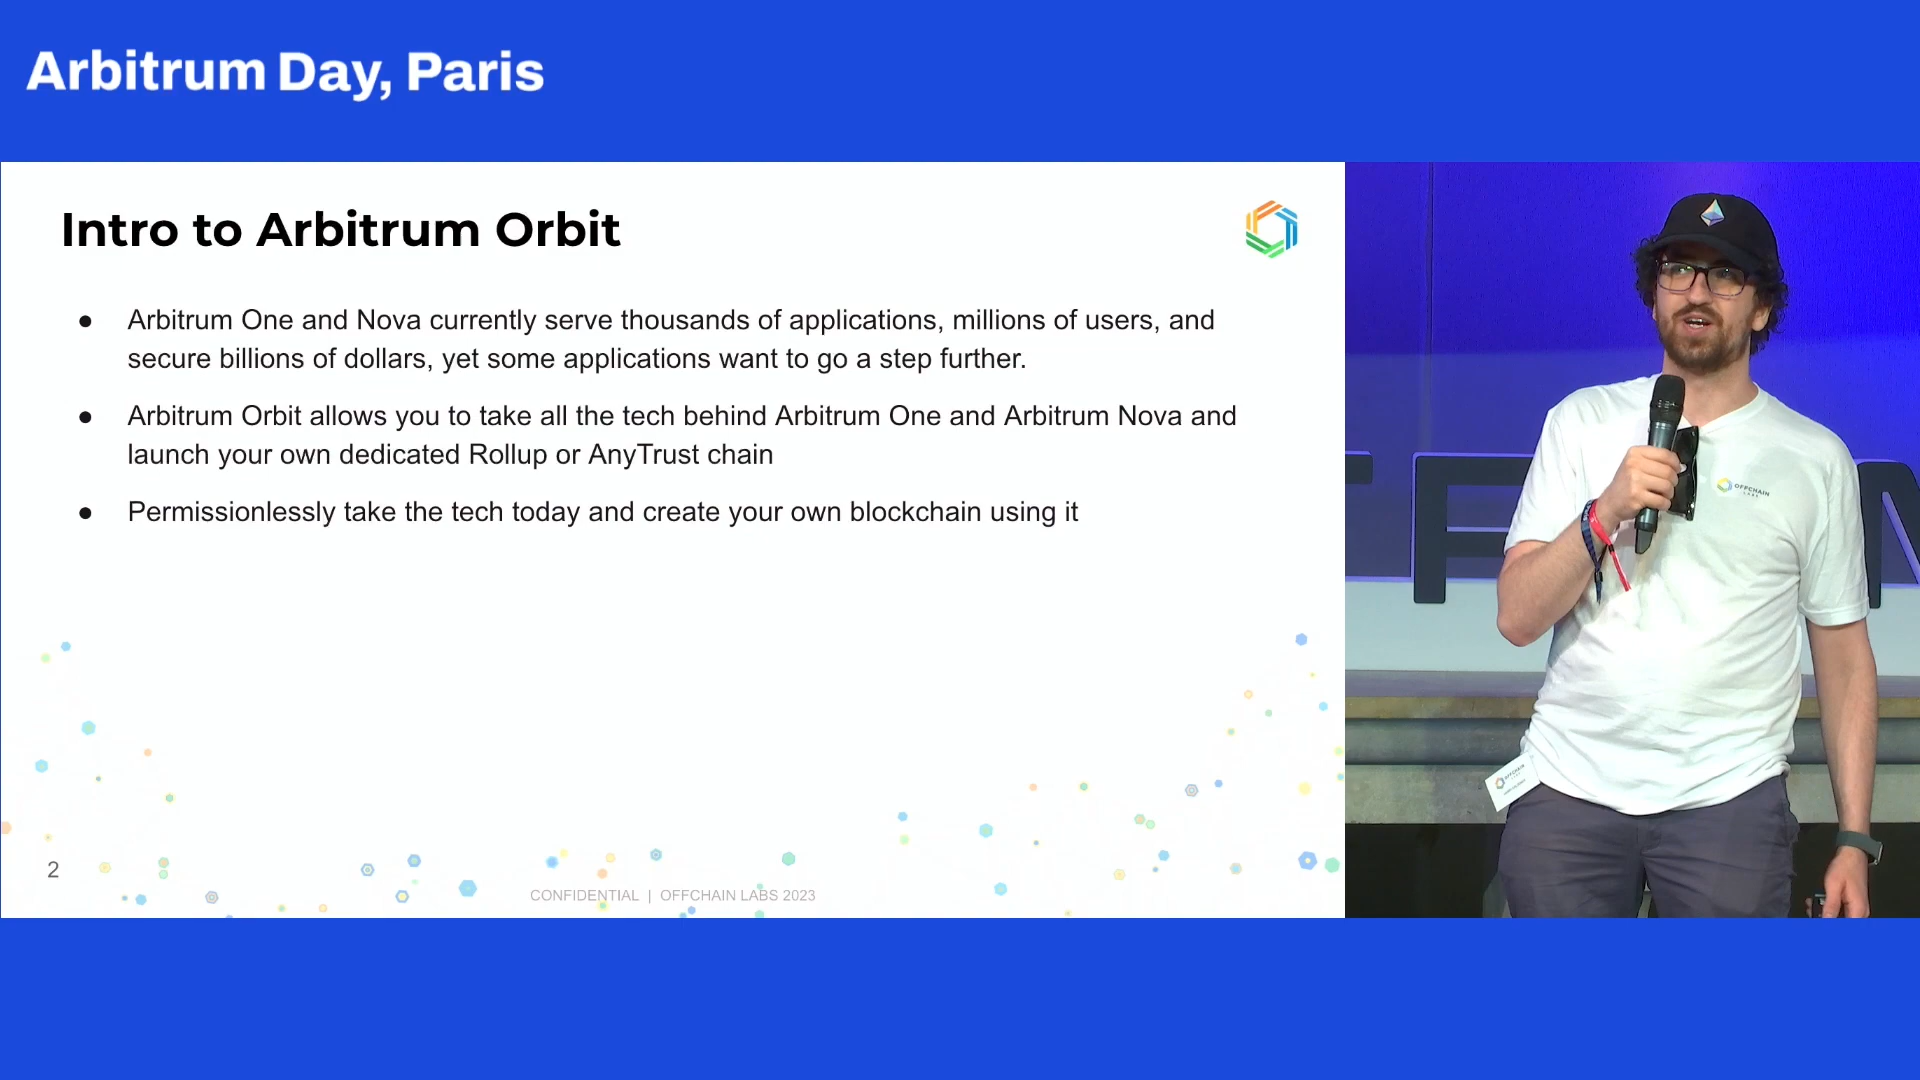 Arbitrum Day, Paris
Intro to Arbitrum Orbit
● Arbitrum One and Nova currently serve thousands of applications, millions of users, and
secure billions of dollars, yet some applications want to go a step further.
● Arbitrum Orbit allows you to take all the tech behind Arbitrum One and Arbitrum Nova and
launch your own dedicated Rollup or AnyTrust chain
● Permissionlessly take the tech today and create your own blockchain using it
2
CONFIDENTIAL | OFFCHAIN LABS 2023
OFFCHAIN
LABS
OFFCHAIN